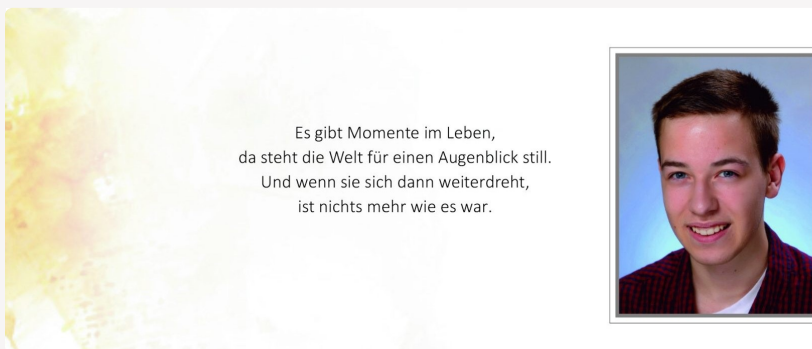 Es gibt Momente im Leben,
da steht die Welt für einen Augenblick still.
Und wenn sie sich dann weiterdreht,
ist nichts mehr wie es war.